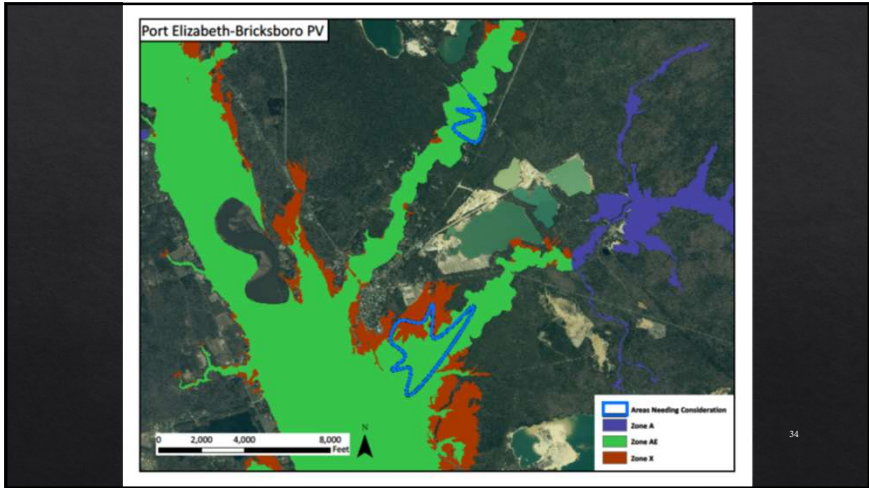 Port Elizabeth-Bricksboro PV
Areas Needing Consideration
Zone A
Zone AE
Zone X
0 2,000 4,000 8,000
Feet
N
34